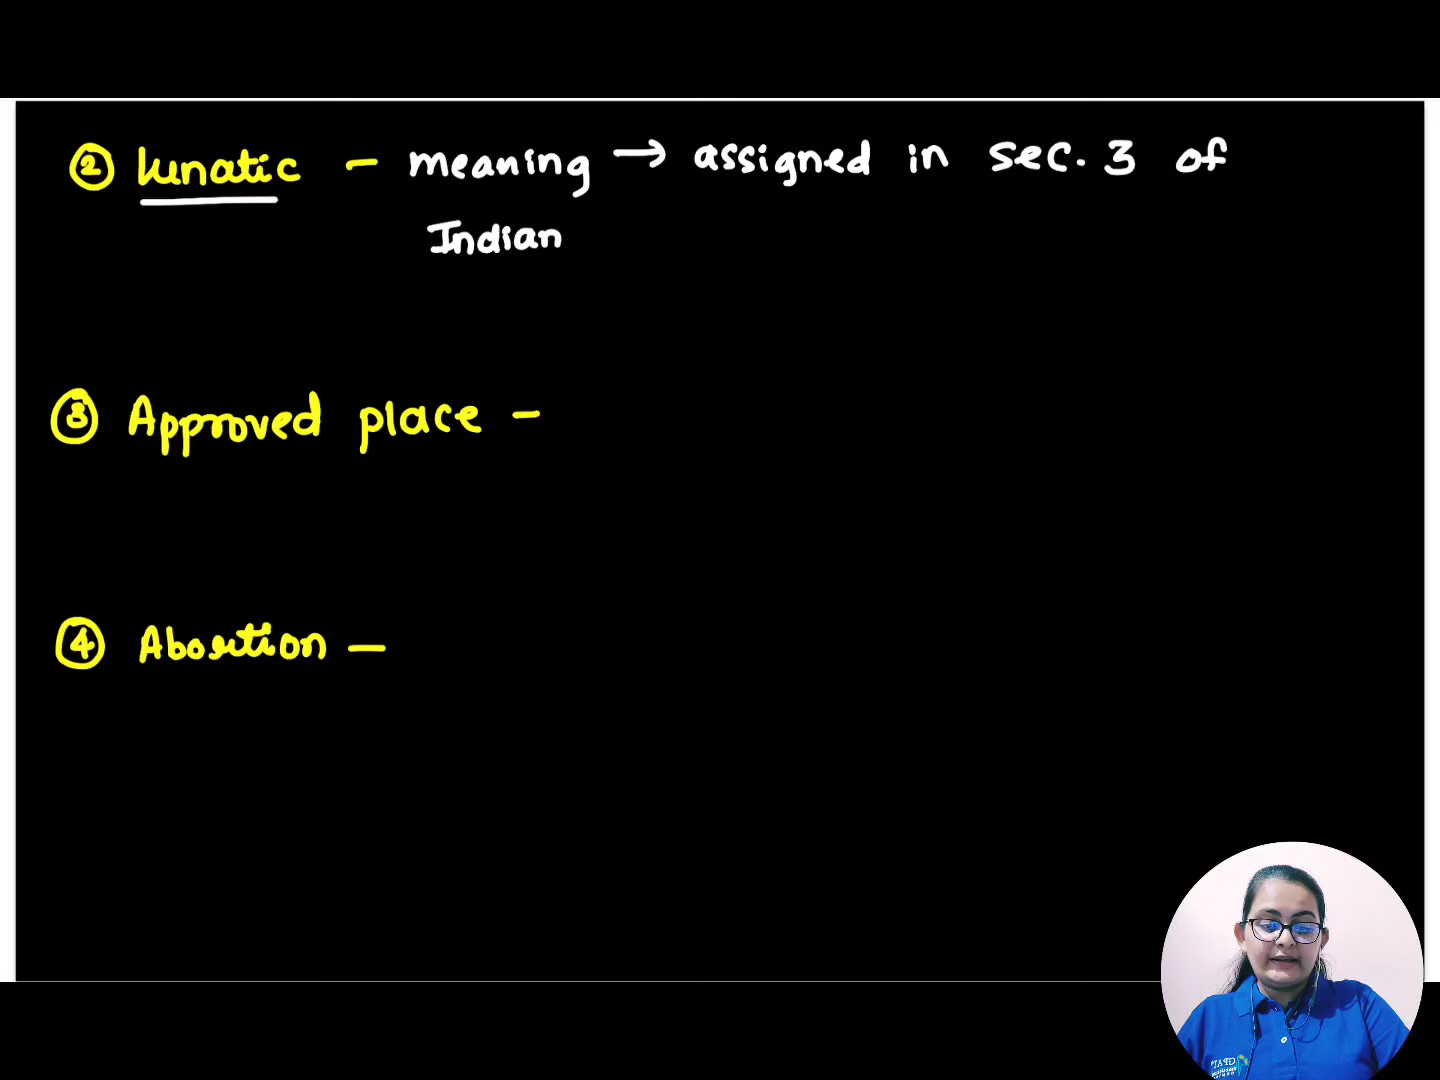 ② Lunatic - meaning → assigned in sec. 3 of
Indian
③ Approved place -
④ Abortion -